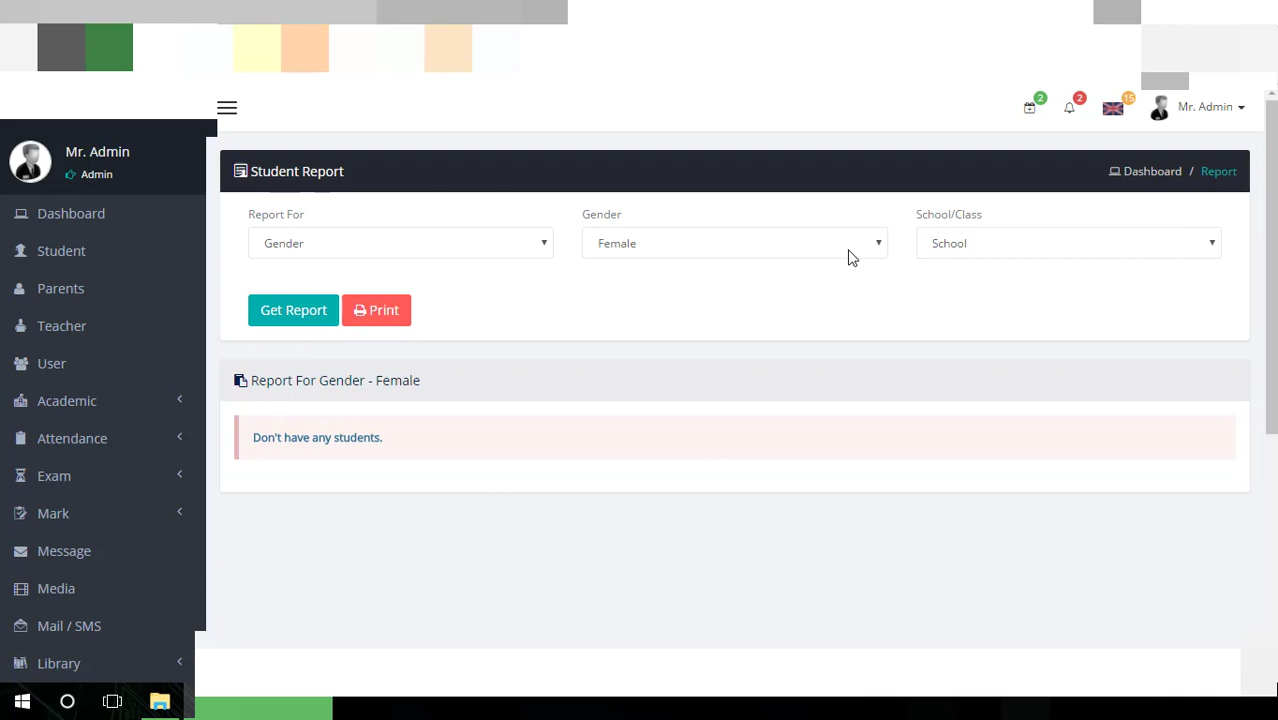 2
2
15
Mr. Admin
Mr. Admin
Admin
Student Report
Dashboard / Report
Report For
Gender
School/Class
Gender
Female
School
Get Report
Print
Report For Gender - Female
Don't have any students.
Dashboard
Student
Parents
Teacher
User
Academic
Attendance
Exam
Mark
Message
Media
Mail / SMS
Library